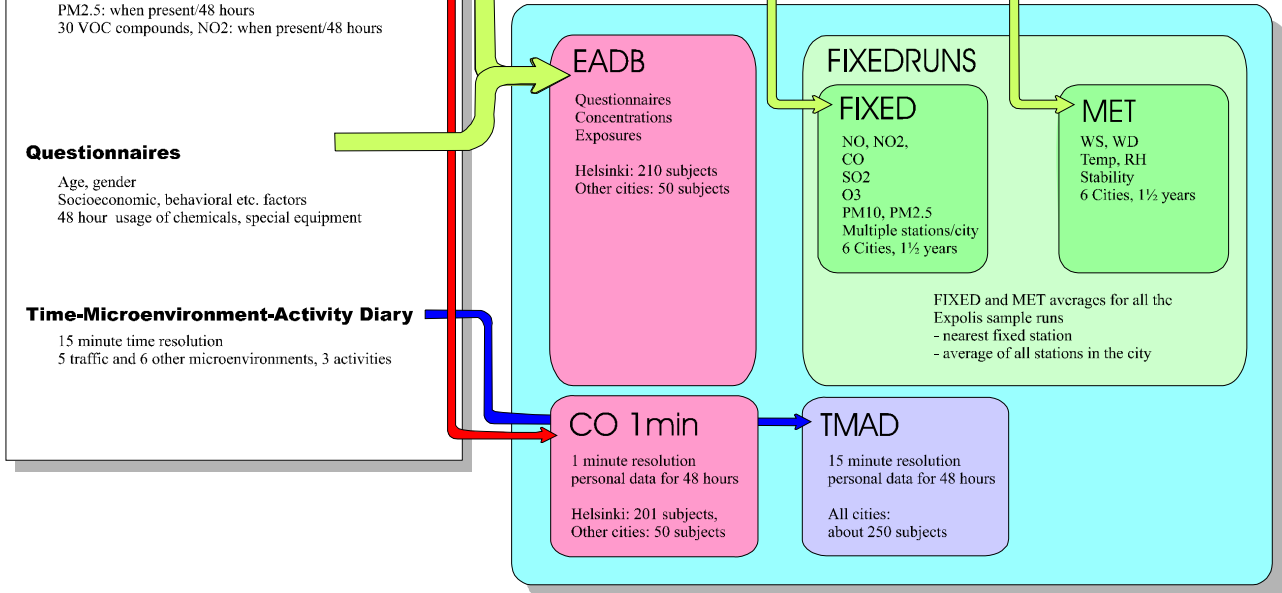 PM2.5: when present/48 hours
30 VOC compounds, NO2: when present/48 hours
Questionnaires
Age, gender
Socioeconomic, behavioral etc. factors
48 hour usage of chemicals, special equipment
Time-Microenvironment-Activity Diary
15 minute time resolution
5 traffic and 6 other microenvironments, 3 activities
EADB
Questionnaires
Concentrations
Exposures
Helsinki: 210 subjects
Other cities: 50 subjects
FIXEDRUNS
FIXED
NO, NO2,
CO
SO2
O3
PM10, PM2.5
Multiple stations/city
6 Cities, 1½ years
MET
WS, WD
Temp, RH
Stability
6 Cities, 1½ years
FIXED and MET averages for all the
Expolis sample runs
- nearest fixed station
- average of all stations in the city
CO 1min
1 minute resolution
personal data for 48 hours
Helsinki: 201 subjects,
Other cities: 50 subjects
TMAD
15 minute resolution
personal data for 48 hours
All cities:
about 250 subjects